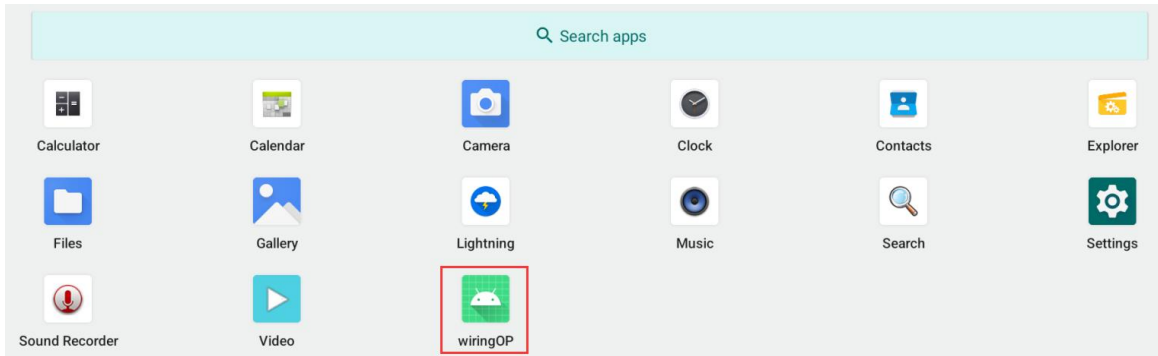 Search apps
Calculator
Calendar
Camera
Clock
Contacts
Explorer
Files
Gallery
Lightning
Music
Search
Settings
Sound Recorder
Video
wiringOP